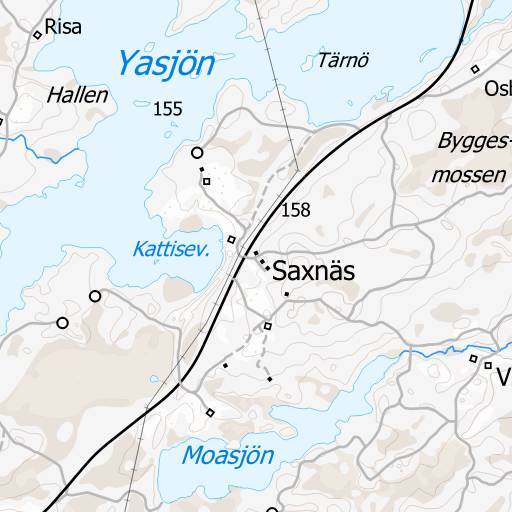 Risa
Yasjön
Tärnö
Hallen
155
Osb
Bygges-
mossen
158
Kattisev.
Saxnäs
V
Moasjön